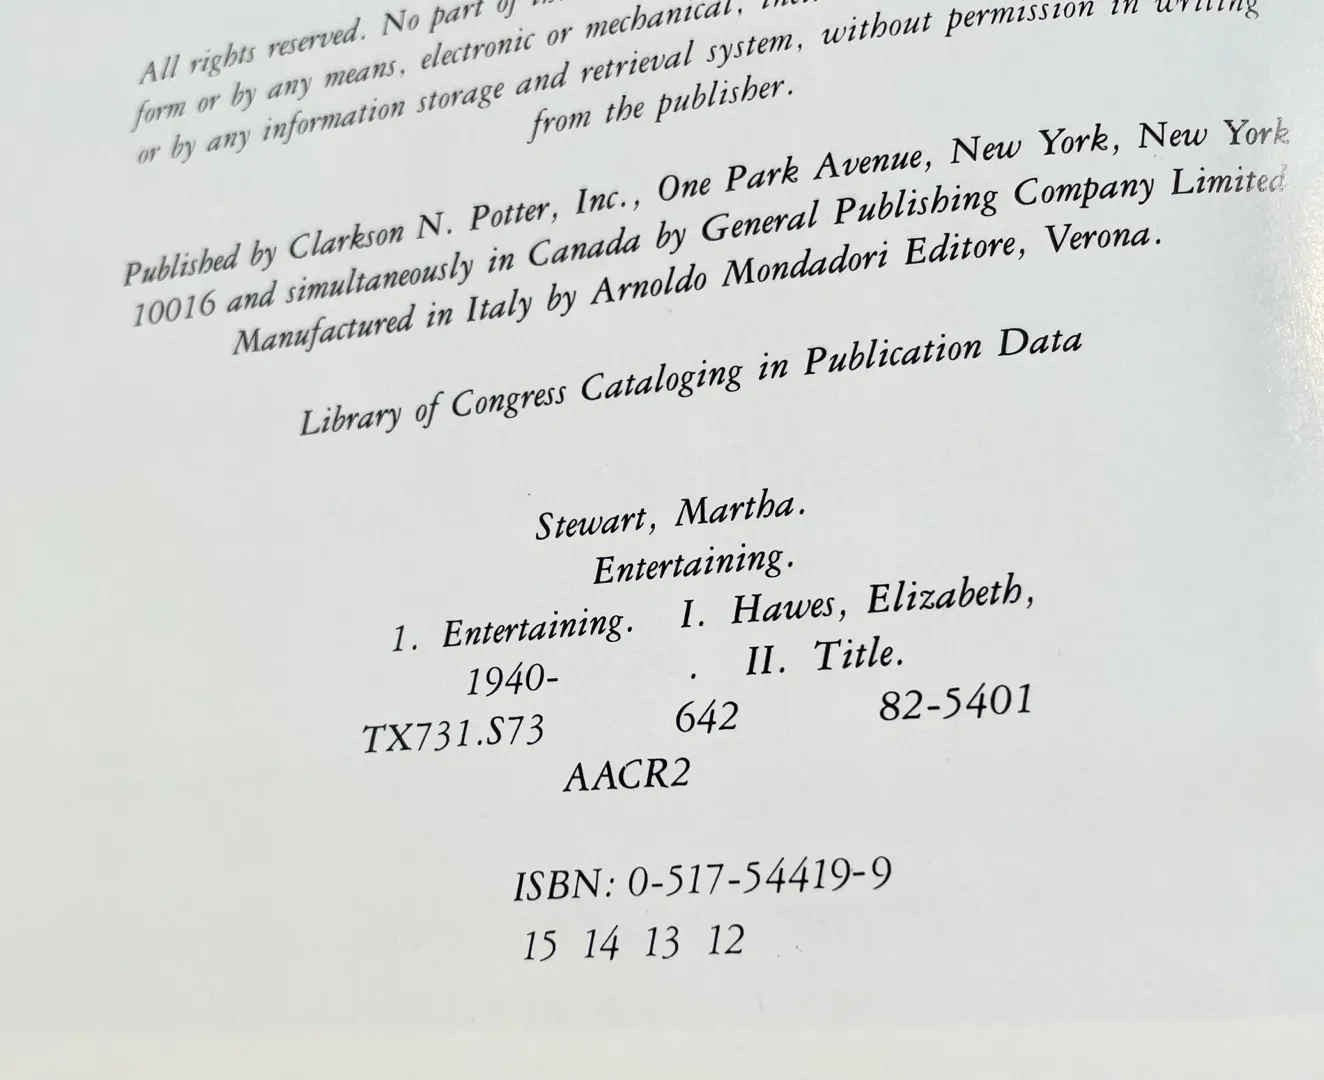 All rights reserved. No part of
form or by any means, electronic or mechanical,
or by any information storage and retrieval system, without permission in writing
from the publisher.
Published by Clarkson N. Potter, Inc., One Park Avenue, New York, New York
10016 and simultaneously in Canada by General Publishing Company Limited
Manufactured in Italy by Arnoldo Mondadori Editore, Verona.
Library of Congress Cataloging in Publication Data
Stewart, Martha.
Entertaining.
1. Entertaining. I. Hawes, Elizabeth,
1940- . II. Title.
TX731.S73 642 82-5401
AACR2
ISBN: 0-517-54419-9
15 14 13 12